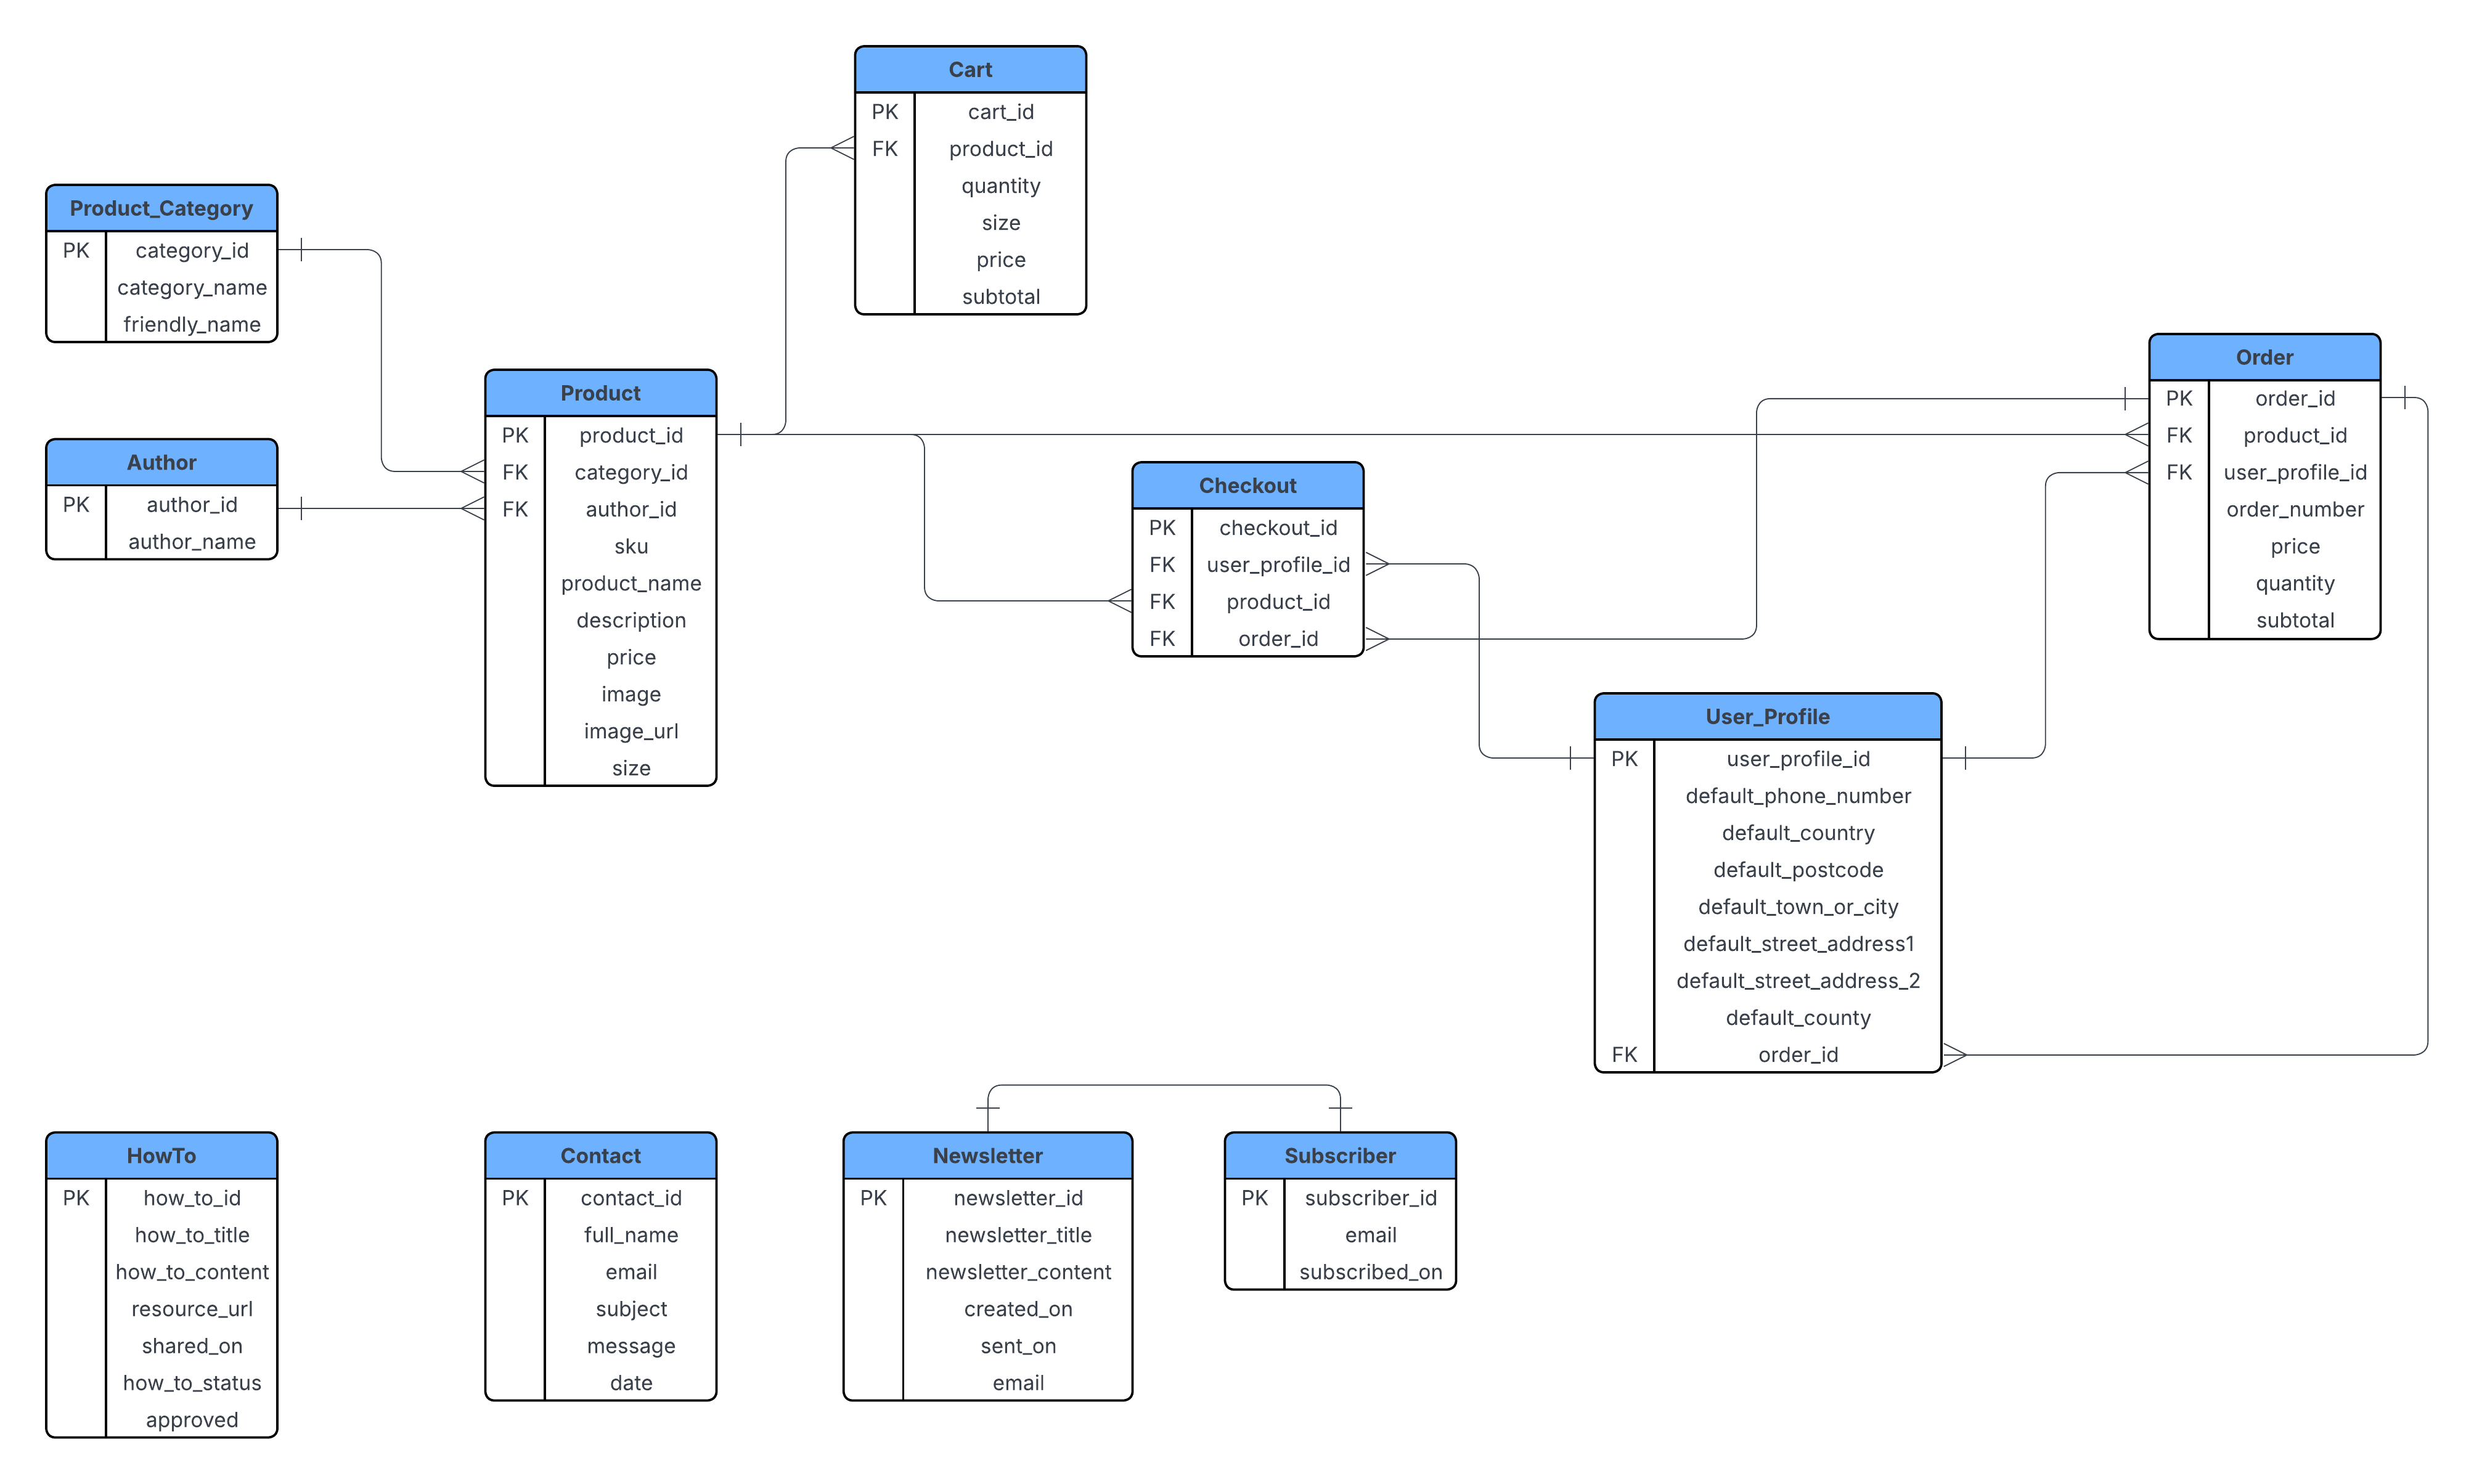 Cart
PK cart_id
FK product_id
quantity
size
price
subtotal
Product_Category
PK category_id
category_name
friendly_name
Author
PK author_id
author_name
Product
PK product_id
FK category_id
FK author_id
sku
product_name
description
price
image
image_url
size
Checkout
PK checkout_id
FK user_profile_id
FK product_id
FK order_id
Order
PK order_id
FK product_id
FK user_profile_id
order_number
price
quantity
subtotal
User_Profile
PK user_profile_id
default_phone_number
default_country
default_postcode
default_town_or_city
default_street_address1
default_street_address_2
default_county
FK order_id
HowTo
PK how_to_id
how_to_title
how_to_content
resource_url
shared_on
how_to_status
approved
Contact
PK contact_id
full_name
email
subject
message
date
Newsletter
PK newsletter_id
newsletter_title
newsletter_content
created_on
sent_on
email
Subscriber
PK subscriber_id
email
subscribed_on